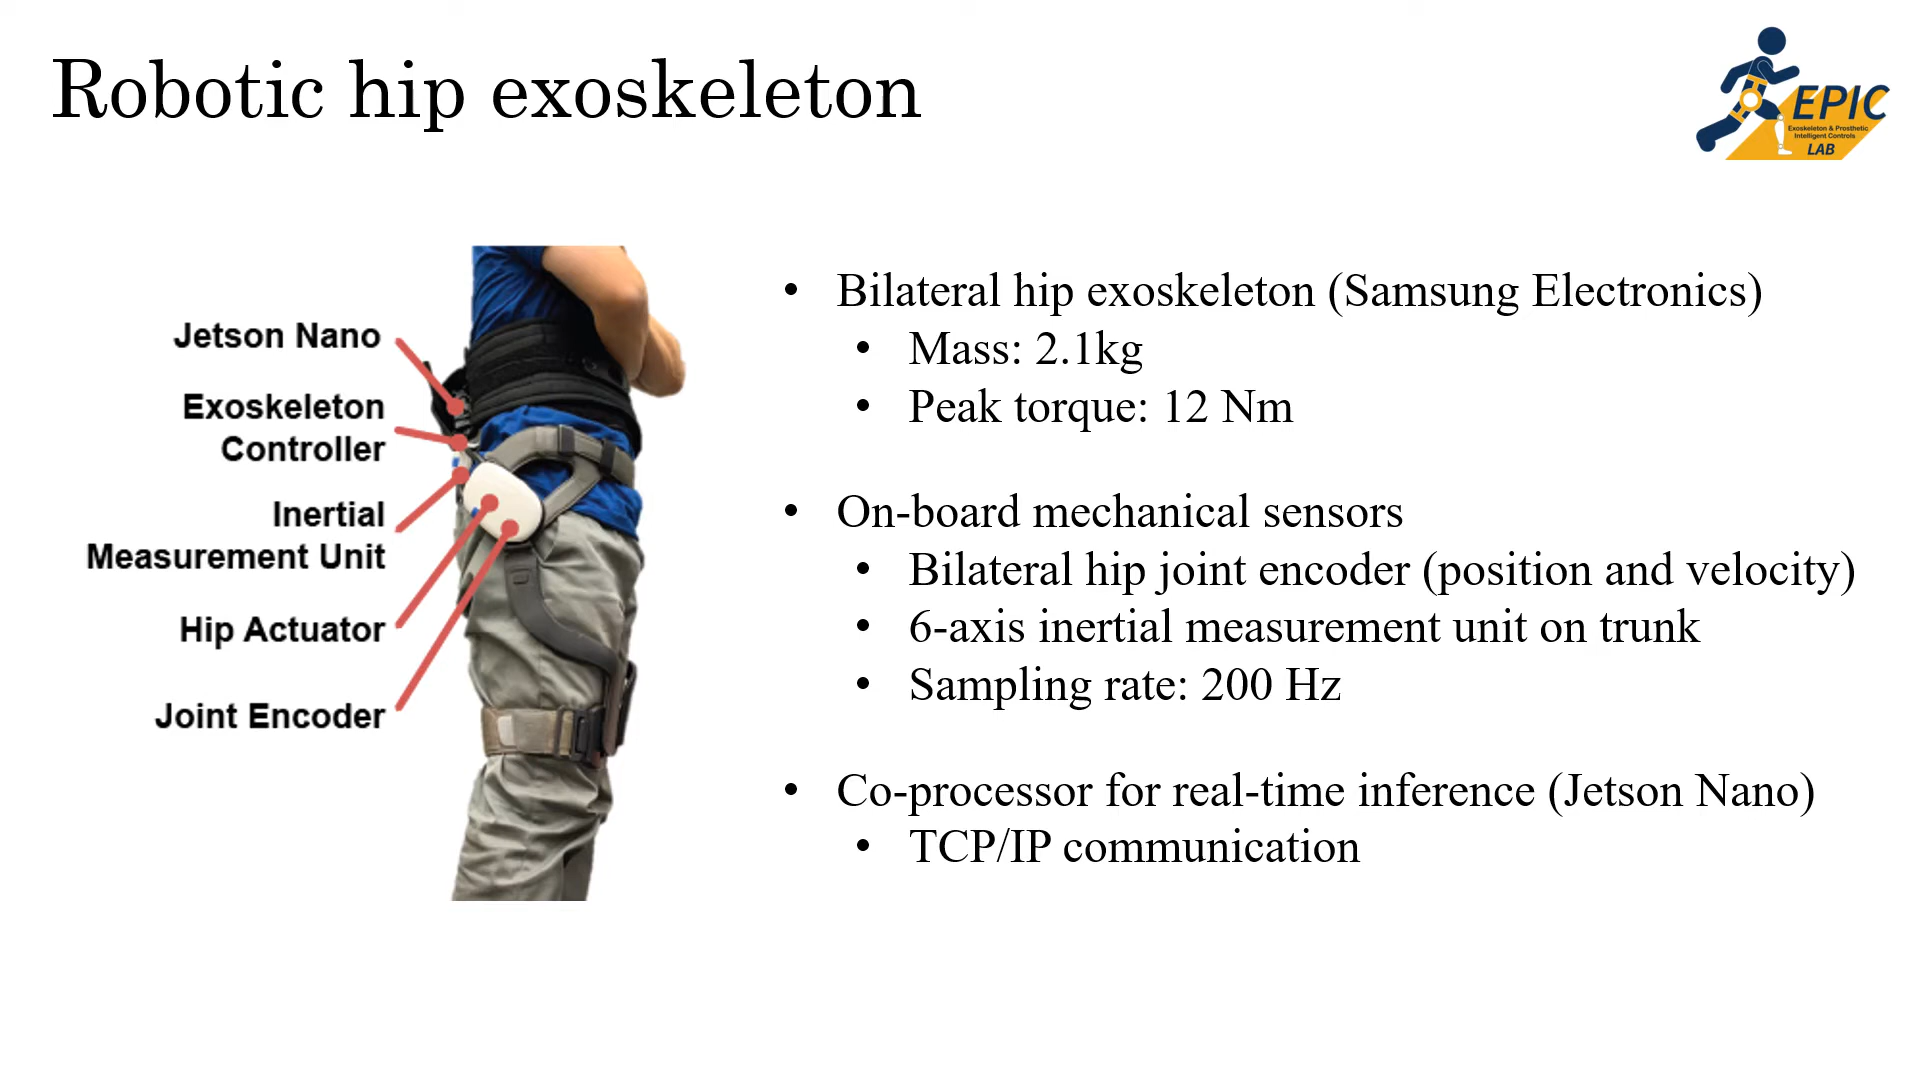 Robotic hip exoskeleton
EPIC
Exoskeleton & Prosthetic
Intelligent Controls
LAB
Jetson Nano
Exoskeleton
Controller
Inertial
Measurement Unit
Hip Actuator
Joint Encoder
• Bilateral hip exoskeleton (Samsung Electronics)
• Mass: 2.1kg
• Peak torque: 12 Nm
• On-board mechanical sensors
• Bilateral hip joint encoder (position and velocity)
• 6-axis inertial measurement unit on trunk
• Sampling rate: 200 Hz
• Co-processor for real-time inference (Jetson Nano)
• TCP/IP communication